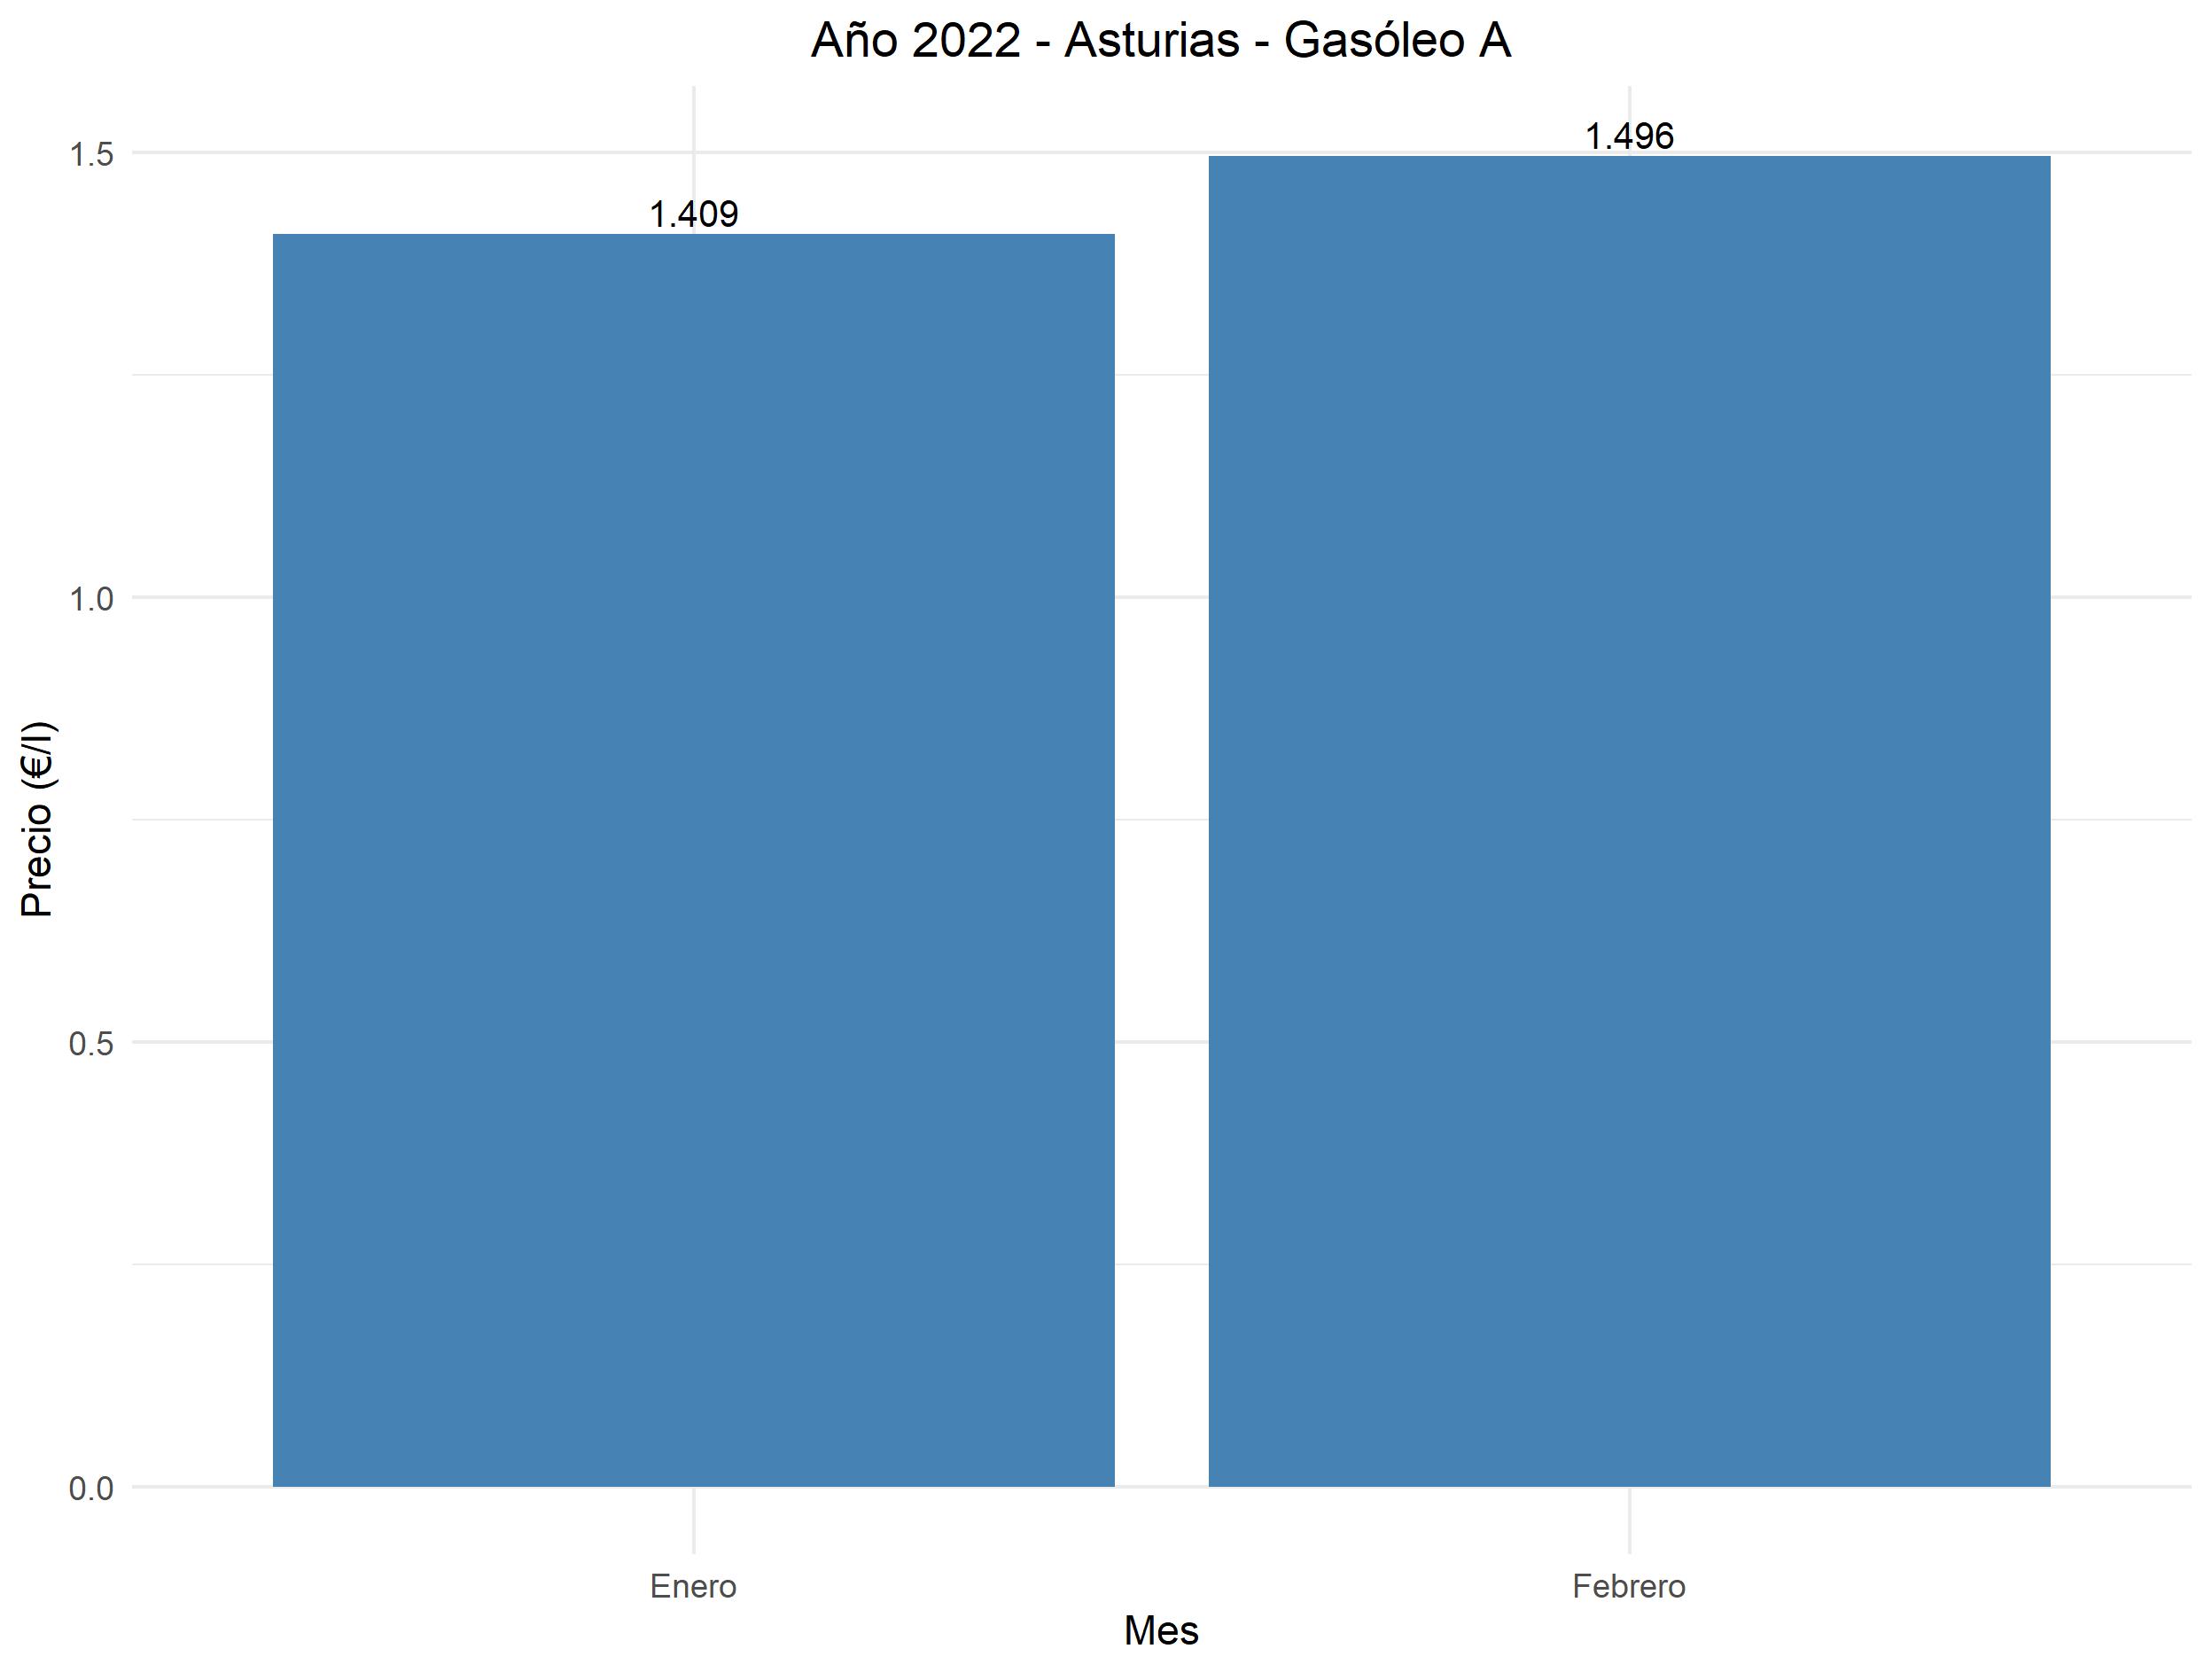 Año 2022 - Asturias - Gasóleo A
1.5
1.0
0.5
0.0
Precio (€/l)
1.409
1.496
Enero
Febrero
Mes